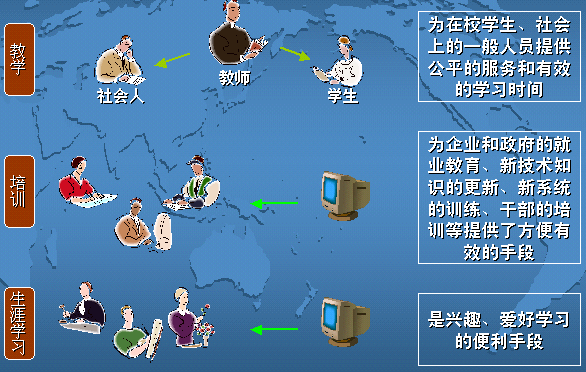 教学
社会人
教师
学生
为在校学生、社会
上的一般人员提供
公平的服务和有效
的学习时间
培训
为企业和政府的就
业教育、新技术知
识的更新、新系统
的训练、干部的培
训等提供了方便有
效的手段
生涯学习
是兴趣、爱好学习
的便利手段